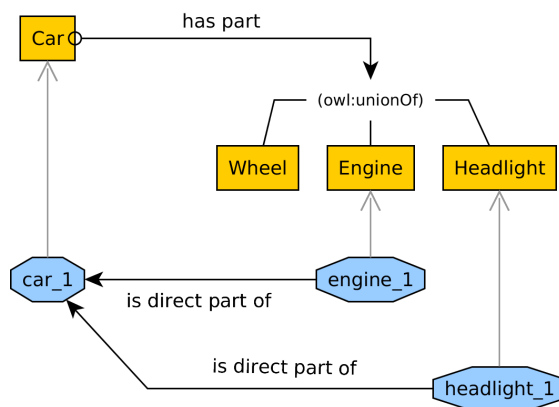 has part
Car
(owl:unionOf)
Wheel
Engine
Headlight
car_1
engine_1
is direct part of
is direct part of
headlight_1